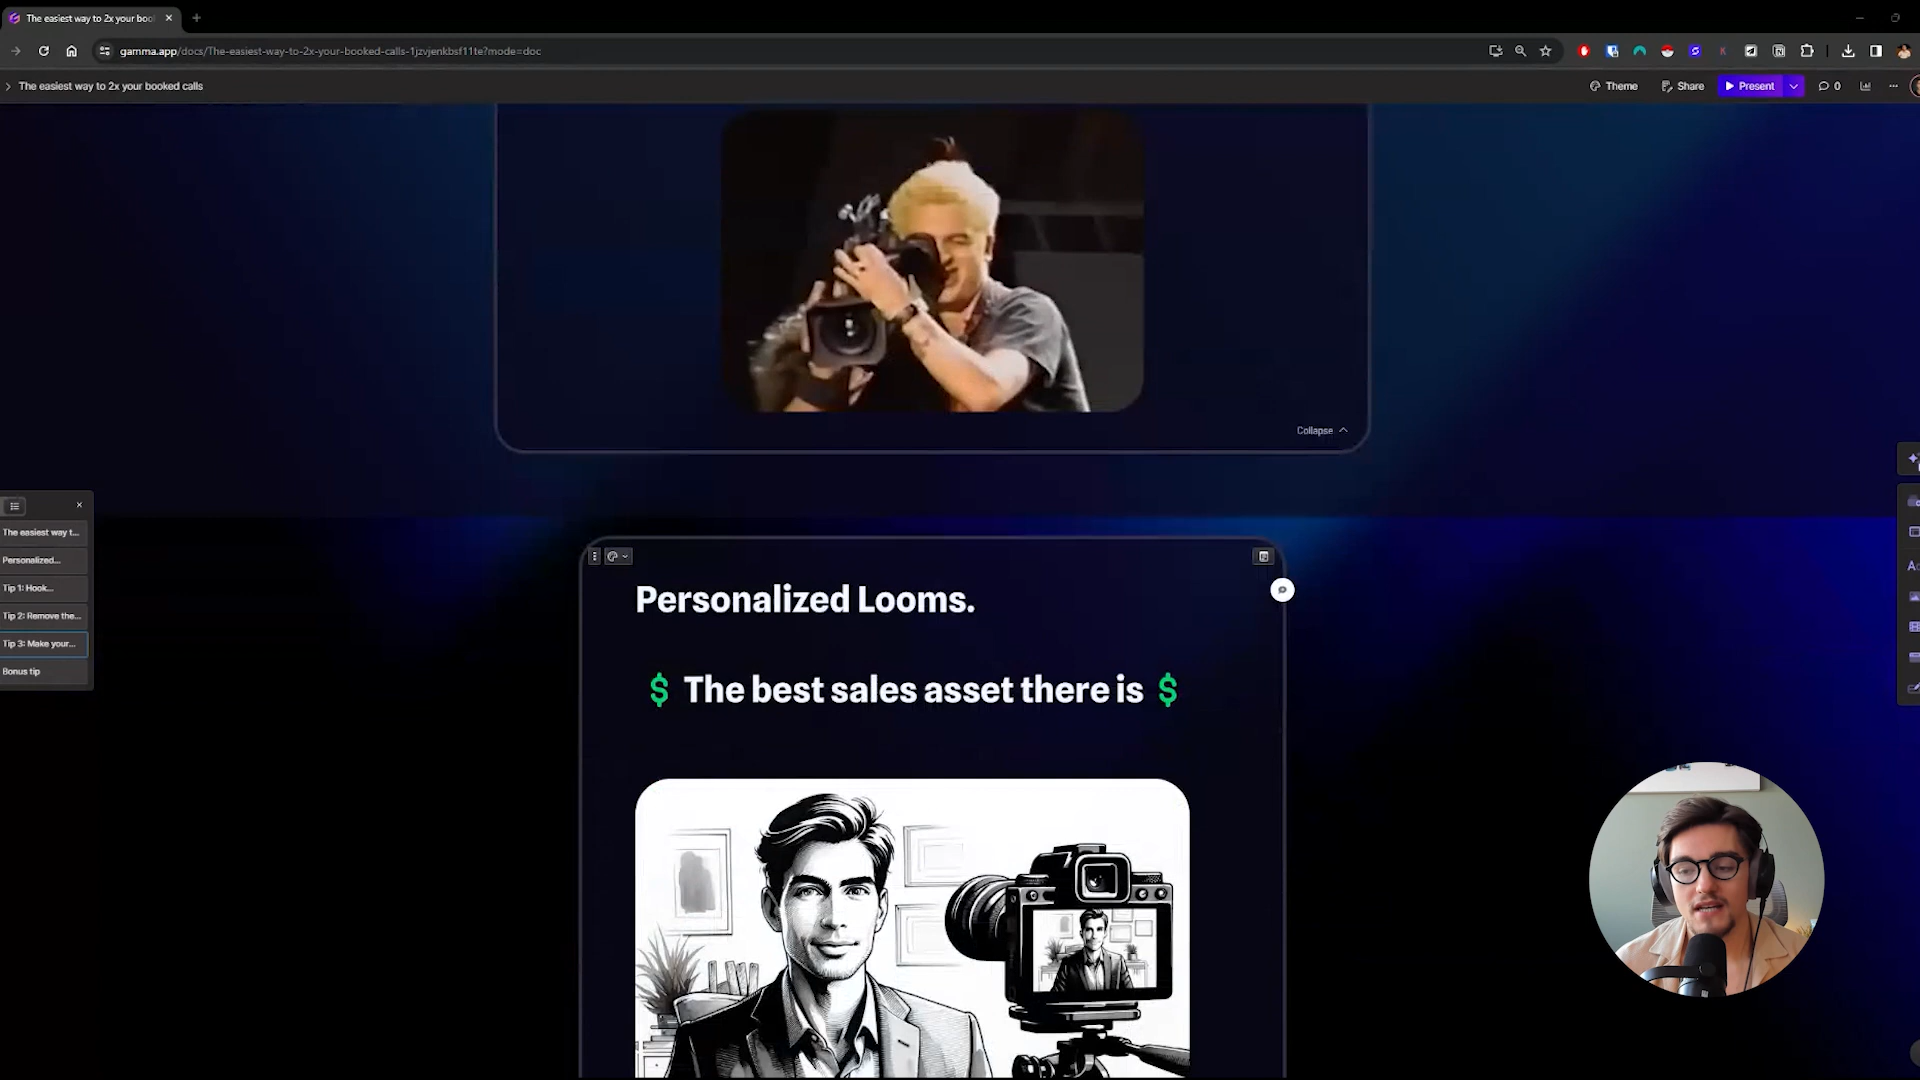 The easiest way to 2x your boo
gamma.app/docs/The-easiest-way-to-2x-your-booked-calls-1jzvjenkbsf11te?mode=doc
The easiest way to 2x your booked calls
Theme
Share
Present
0
Collapse
The easiest way t...
Personalized...
Tip 1: Hook...
Tip 2: Remove the...
Tip 3: Make your...
Bonus tip
Personalized Looms.
$ The best sales asset there is $